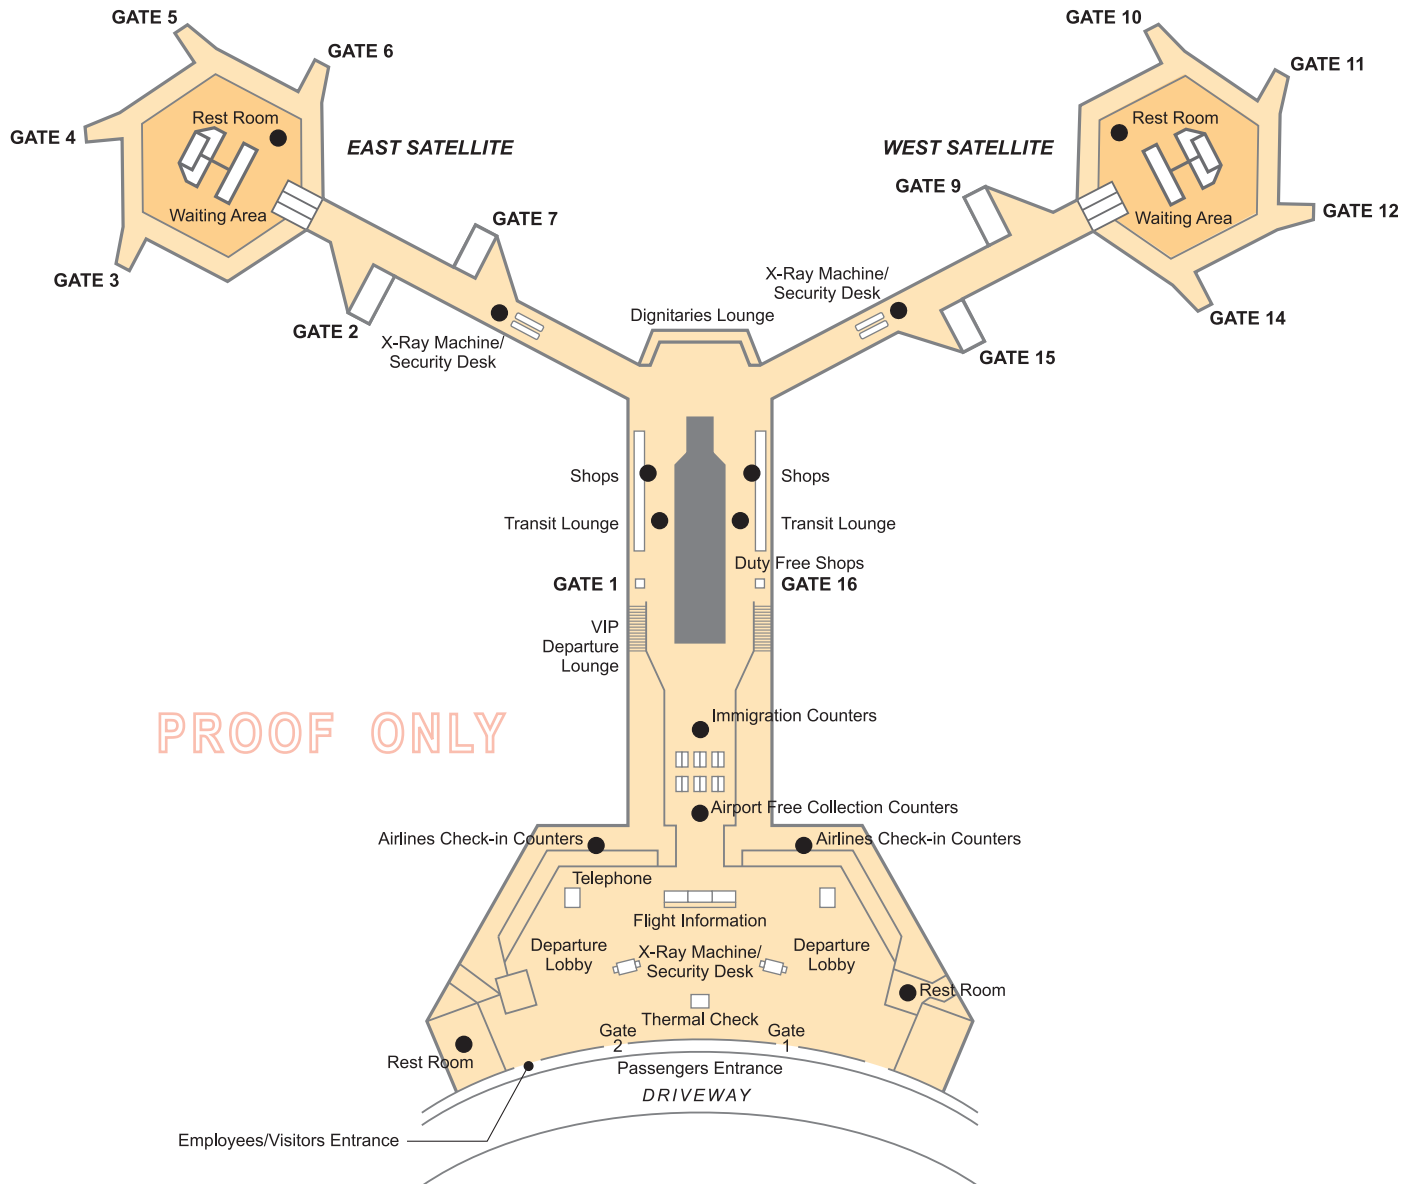 GATE 5
GATE 10
GATE 6
GATE 11
Rest Room
Rest Room
GATE 4
EAST SATELLITE
WEST SATELLITE
GATE 9
Waiting Area
GATE 7
Waiting Area
GATE 12
GATE 3
X-Ray Machine/
Security Desk
GATE 2
Dignitaries Lounge
GATE 14
X-Ray Machine/
Security Desk
GATE 15
Shops
Shops
Transit Lounge
Transit Lounge
Duty Free Shops
GATE 1
GATE 16
VIP
Departure
Lounge
PROOF ONLY
Immigration Counters
Airport Free Collection Counters
Airlines Check-in Counters
Airlines Check-in Counters
Telephone
Flight Information
Departure
Lobby
X-Ray Machine/
Security Desk
Departure
Lobby
Rest Room
Thermal Check
Gate
2
Gate
1
Rest Room
Passengers Entrance
DRIVEWAY
Employees/Visitors Entrance